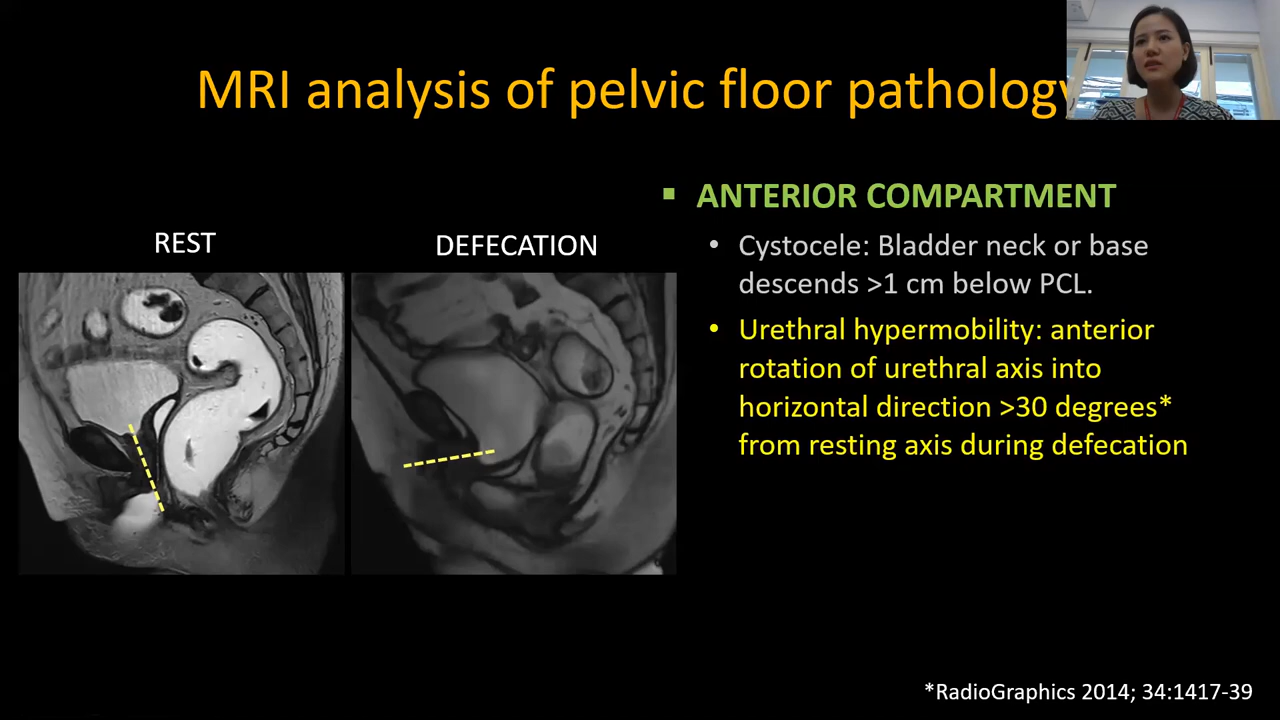 MRI analysis of pelvic floor pathology
▪ ANTERIOR COMPARTMENT
REST
DEFECATION
• Cystocele: Bladder neck or base
descends >1 cm below PCL.
• Urethral hypermobility: anterior
rotation of urethral axis into
horizontal direction >30 degrees*
from resting axis during defecation
*RadioGraphics 2014; 34:1417-39